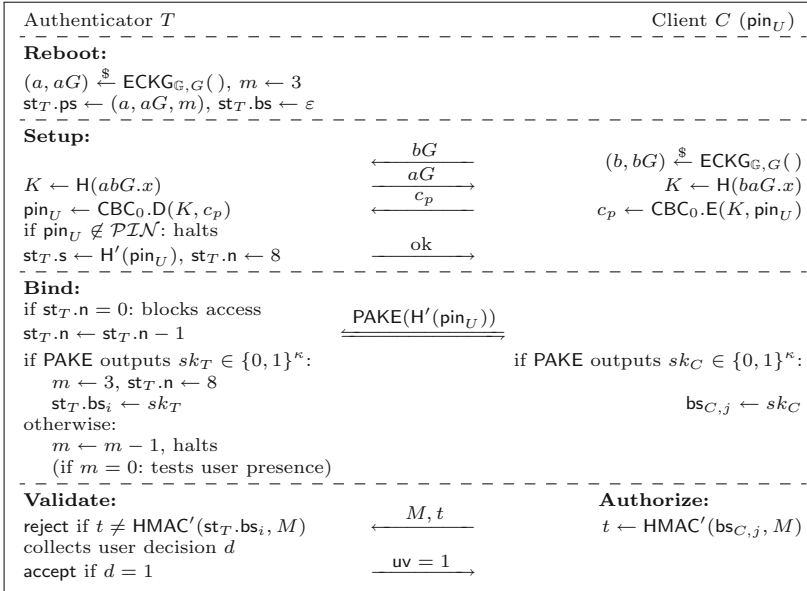 Authenticator T Client C (pin_U)
Reboot:
(a, aG) $← ECKG_{𝔾,G}( ), m ← 3
st_T.ps ← (a, aG, m), st_T.bs ← ε
Setup:
bG (b, bG) $← ECKG_{𝔾,G}( )
K ← H(abG.x) aG K ← H(baG.x)
pin_U ← CBC_0.D(K, c_p) c_p c_p ← CBC_0.E(K, pin_U)
if pin_U ∉ 𝒫ℐ𝒩: halts
st_T.s ← H′(pin_U), st_T.n ← 8 ok
Bind:
if st_T.n = 0: blocks access
st_T.n ← st_T.n − 1 PAKE(H′(pin_U))
if PAKE outputs sk_T ∈ {0, 1}^κ: if PAKE outputs sk_C ∈ {0, 1}^κ:
m ← 3, st_T.n ← 8
st_T.bs_i ← sk_T bs_{C,j} ← sk_C
otherwise:
m ← m − 1, halts
(if m = 0: tests user presence)
Validate: Authorize:
reject if t ≠ HMAC′(st_T.bs_i, M) M, t t ← HMAC′(bs_{C,j}, M)
collects user decision d
accept if d = 1 uv = 1